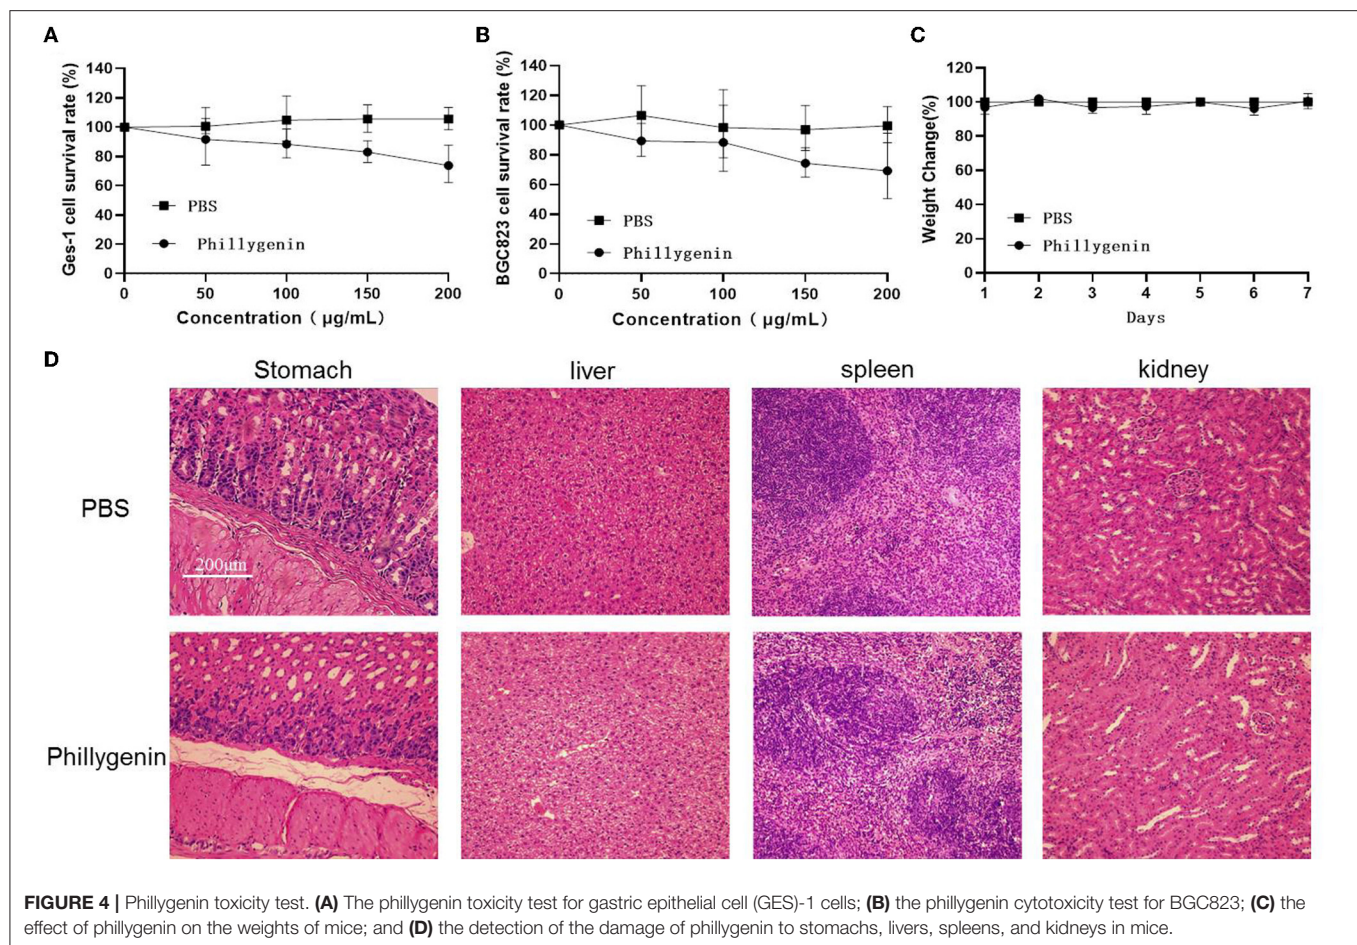 A
Ges-1 cell survival rate (%)
140
120
100
80
60
40
20
0
PBS
Phillygenin
0 50 100 150 200
Concentration ( μg/mL)
B
BGC823 cell survival rate (%)
140
120
100
80
60
40
20
0
PBS
Phillygenin
0 50 100 150 200
Concentration ( μg/mL)
C
Weight Change(%)
120
100
80
60
40
20
0
PBS
Phillygenin
1 2 3 4 5 6 7
Days
D
Stomach liver spleen kidney
PBS
200μm
Phillygenin
FIGURE 4 | Phillygenin toxicity test. (A) The phillygenin toxicity test for gastric epithelial cell (GES)-1 cells; (B) the phillygenin cytotoxicity test for BGC823; (C) the
effect of phillygenin on the weights of mice; and (D) the detection of the damage of phillygenin to stomachs, livers, spleens, and kidneys in mice.